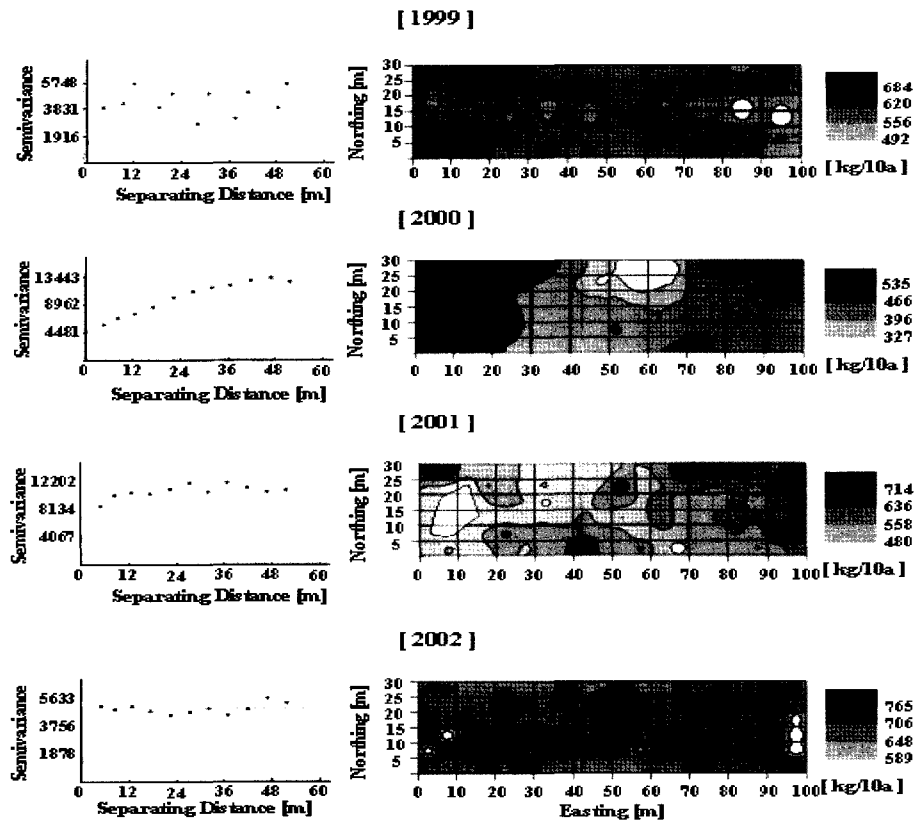 [ 1999 ]
Semivariance
5748
3831
1916
0 12 24 36 48 60
Separating Distance [m]
Northing [m]
30
25
20
15
10
5
0 10 20 30 40 50 60 70 80 90 100
684
620
556
492
[ kg/10a ]
[ 2000 ]
Semivariance
13443
8962
4481
0 12 24 36 48 60
Separating Distance [m]
Northing [m]
30
25
20
15
10
5
0 10 20 30 40 50 60 70 80 90 100
535
466
396
327
[ kg/10a ]
[ 2001 ]
Semivariance
12202
8134
4067
0 12 24 36 48 60
Separating Distance [m]
Northing [m]
30
25
20
15
10
5
0 10 20 30 40 50 60 70 80 90 100
714
636
558
480
[ kg/10a ]
[ 2002 ]
Semivariance
5633
3756
1878
0 12 24 36 48 60
Separating Distance [m]
Northing [m]
30
25
20
15
10
5
0 10 20 30 40 50 60 70 80 90 100
Easting [m]
765
706
648
589
[ kg/10a ]